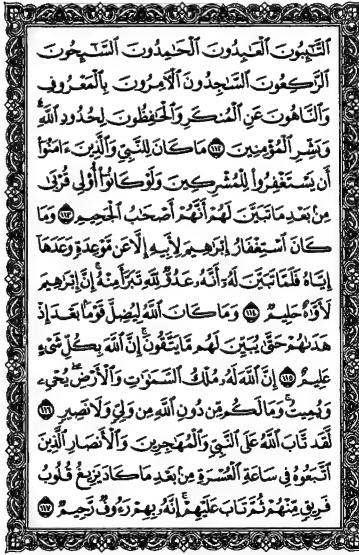 ٱلتَّٰٓئِبُونَ ٱلْعَٰبِدُونَ ٱلْحَٰمِدُونَ ٱلسَّٰٓئِحُونَ
ٱلرَّٰكِعُونَ ٱلسَّٰجِدُونَ ٱلْءَامِرُونَ بِٱلْمَعْرُوفِ
وَٱلنَّاهُونَ عَنِ ٱلْمُنكَرِ وَٱلْحَٰفِظُونَ لِحُدُودِ ٱللَّهِ ۗ
وَبَشِّرِ ٱلْمُؤْمِنِينَ ١١٢ مَا كَانَ لِلنَّبِيِّ وَٱلَّذِينَ ءَامَنُوٓا۟
أَن يَسْتَغْفِرُوا۟ لِلْمُشْرِكِينَ وَلَوْ كَانُوٓا۟ أُو۟لِى قُرْبَىٰ
مِنۢ بَعْدِ مَا تَبَيَّنَ لَهُمْ أَنَّهُمْ أَصْحَٰبُ ٱلْجَحِيمِ ١١٣ وَمَا
كَانَ ٱسْتِغْفَارُ إِبْرَٰهِيمَ لِأَبِيهِ إِلَّا عَن مَّوْعِدَةٍ وَعَدَهَآ
إِيَّاهُ فَلَمَّا تَبَيَّنَ لَهُۥٓ أَنَّهُۥ عَدُوٌّ لِّلَّهِ تَبَرَّأَ مِنْهُ ۚ إِنَّ إِبْرَٰهِيمَ
لَأَوَّٰهٌ حَلِيمٌ ١١٤ وَمَا كَانَ ٱللَّهُ لِيُضِلَّ قَوْمًۢا بَعْدَ إِذْ
هَدَىٰهُمْ حَتَّىٰ يُبَيِّنَ لَهُم مَّا يَتَّقُونَ ۚ إِنَّ ٱللَّهَ بِكُلِّ شَىْءٍ
عَلِيمٌ ١١٥ إِنَّ ٱللَّهَ لَهُۥ مُلْكُ ٱلسَّمَٰوَٰتِ وَٱلْأَرْضِ ۖ يُحْىِۦ
وَيُمِيتُ ۚ وَمَا لَكُم مِّن دُونِ ٱللَّهِ مِن وَلِىٍّ وَلَا نَصِيرٍ ١١٦
لَّقَد تَّابَ ٱللَّهُ عَلَى ٱلنَّبِىِّ وَٱلْمُهَٰجِرِينَ وَٱلْأَنصَارِ ٱلَّذِينَ
ٱتَّبَعُوهُ فِى سَاعَةِ ٱلْعُسْرَةِ مِنۢ بَعْدِ مَا كَادَ يَزِيغُ قُلُوبُ
فَرِيقٍ مِّنْهُمْ ثُمَّ تَابَ عَلَيْهِمْ ۚ إِنَّهُۥ بِهِمْ رَءُوفٌ رَّحِيمٌ ١١٧